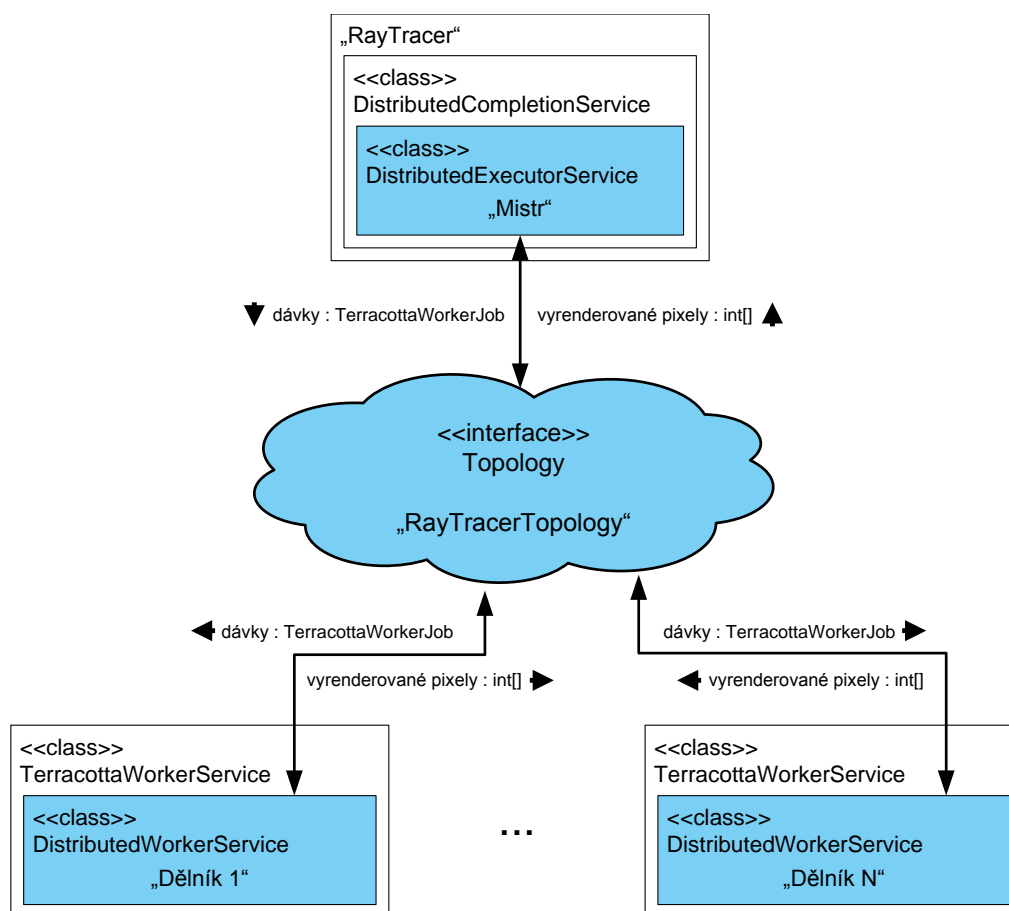 „RayTracer“
<<class>>
DistributedCompletionService
<<class>>
DistributedExecutorService
„Mistr“
dávky : TerracottaWorkerJob
vyrenderované pixely : int[]
<<interface>>
Topology
„RayTracerTopology“
dávky : TerracottaWorkerJob
vyrenderované pixely : int[]
dávky : TerracottaWorkerJob
vyrenderované pixely : int[]
<<class>>
TerracottaWorkerService
<<class>>
DistributedWorkerService
„Dělník 1“
...
<<class>>
TerracottaWorkerService
<<class>>
DistributedWorkerService
„Dělník N“